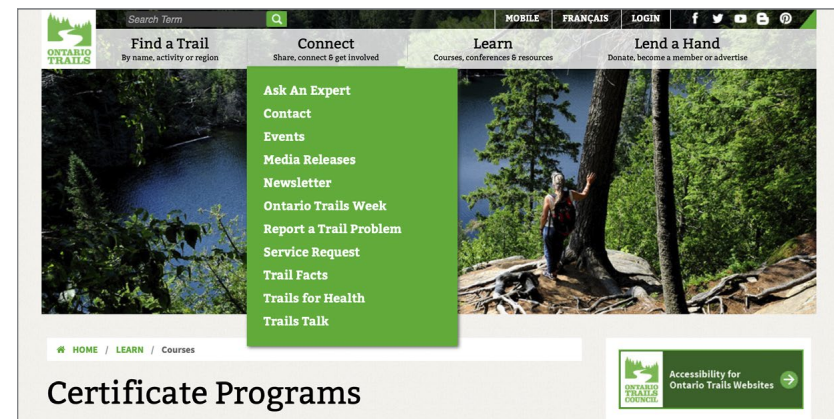 Search Term
MOBILE FRANÇAIS LOGIN
ONTARIO
TRAILS
Find a Trail
By name, activity or region
Connect
Share, connect & get involved
Learn
Courses, conferences & resources
Lend a Hand
Donate, become a member or advertise
Ask An Expert
Contact
Events
Media Releases
Newsletter
Ontario Trails Week
Report a Trail Problem
Service Request
Trail Facts
Trails for Health
Trails Talk
HOME / LEARN / Courses
Certificate Programs
ONTARIO
TRAILS
COUNCIL
Accessibility for
Ontario Trails Websites